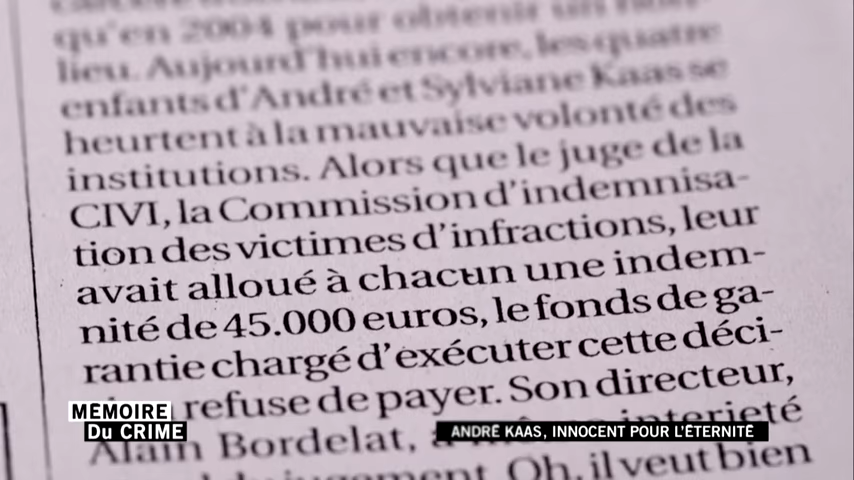 qu'en 2004 pour obtenir un non-
lieu. Aujourd'hui encore, les quatre
enfants d'André et Sylviane Kaas se
heurtent à la mauvaise volonté des
institutions. Alors que le juge de la
CIVI, la Commission d'indemnisa-
tion des victimes d'infractions, leur
avait alloué à chacun une indem-
nité de 45.000 euros, le fonds de ga-
rantie chargé d'exécuter cette déci-
refuse de payer. Son directeur,
Alain Bordelat, a interjeté
jugement. Oh, il veut bien
MEMOIRE
Du CRIME
ANDRÉ KAAS, INNOCENT POUR L'ÉTERNITÉ